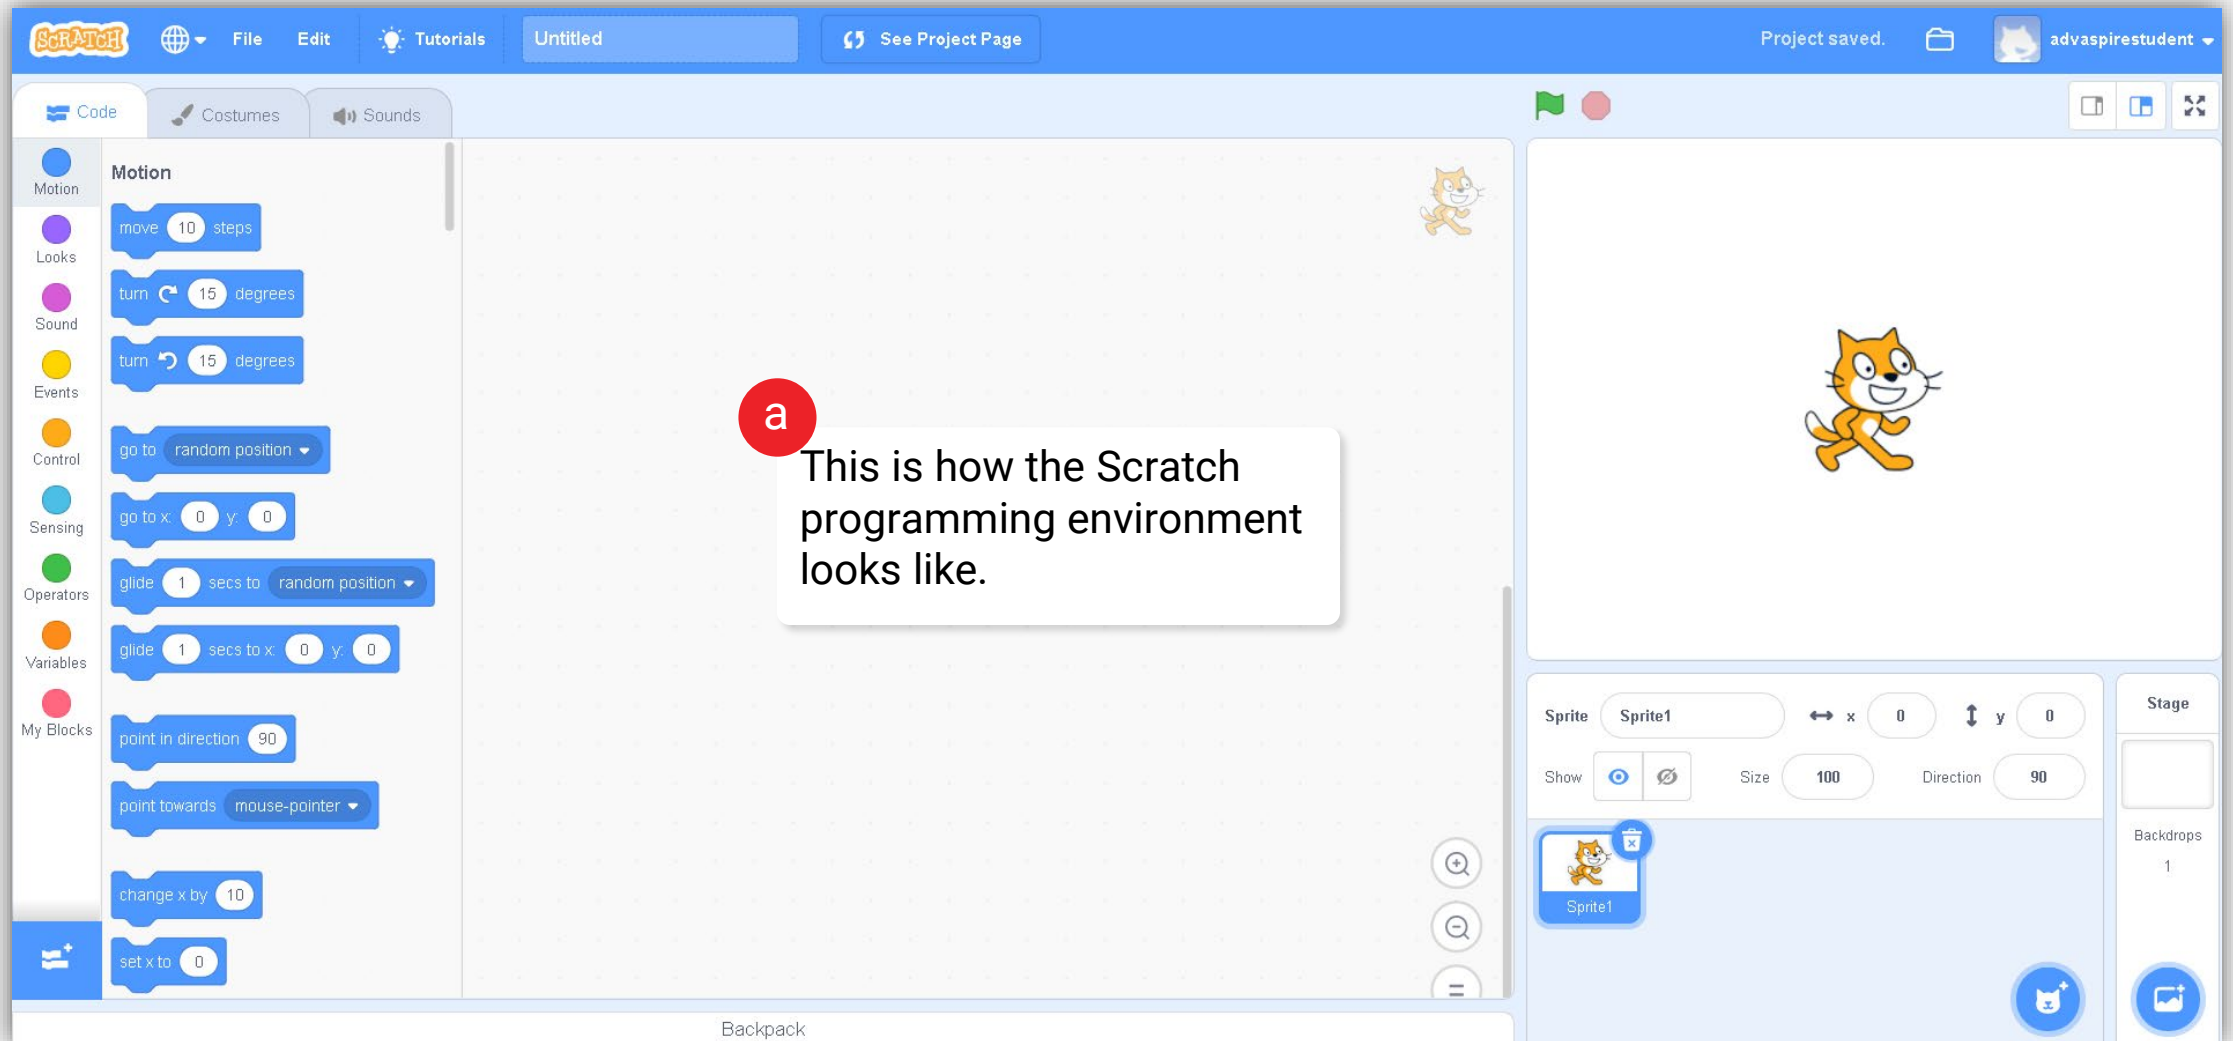 SCRATCH
File
Edit
Tutorials
Untitled
See Project Page
Project saved.
advaspirestudent
Code
Costumes
Sounds
Motion
Looks
Sound
Events
Control
Sensing
Operators
Variables
My Blocks
Motion
move 10 steps
turn 15 degrees
turn 15 degrees
go to random position
go to x: 0 y: 0
glide 1 secs to random position
glide 1 secs to x: 0 y: 0
point in direction 90
point towards mouse-pointer
change x by 10
set x to 0
a
This is how the Scratch
programming environment
looks like.
Backpack
Sprite Sprite1 x 0 y 0
Show Size 100 Direction 90
Sprite1
Stage
Backdrops
1